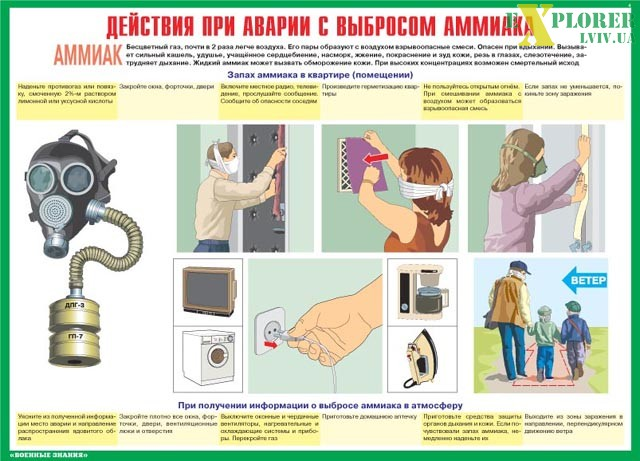 ДЕЙСТВИЯ ПРИ АВАРИИ С ВЫБРОСОМ АММИАКА
EXPLORER
LVIV.UA
АММИАК
Бесцветный газ, почти в 2 раза легче воздуха. Его пары образуют с воздухом взрывоопасные смеси. Опасен при вдыхании. Вызыва-
ет сильный кашель, удушье, учащённое сердцебиение, насморк, жжение, покраснение и зуд кожи, резь в глазах, слезотечение, за-
трудняет дыхание. Жидкий аммиак может вызвать обморожение кожи. При высоких концентрациях возможен смертельный исход
Запах аммиака в квартире (помещении)
Наденьте противогаз или повяз-
ку, смоченную 2%-м раствором
лимонной или уксусной кислоты
Закройте окна, форточки, двери
Включите местное радио, телеви-
дение, прослушайте сообщение.
Сообщите об опасности соседям
Произведите герметизацию квар-
тиры
Не пользуйтесь открытым огнём.
При смешивании аммиака с
воздухом может образоваться
взрывоопасная смесь
Если запах не уменьшается, по-
киньте зону заражения
ДПГ-3
ГП-7
ВЕТЕР
При получении информации о выбросе аммиака в атмосферу
Уясните из полученной информа-
ции место аварии и направление
распространения ядовитого об-
лака
Закройте плотно все окна, фор-
точки, двери, вентиляционные
люки и отверстия
Выключите оконные и чердачные
вентиляторы, нагревательные и
охлаждающие системы и прибо-
ры. Перекройте газ
Приготовьте домашнюю аптечку
Приготовьте средства защиты
органов дыхания и кожи. Если по-
чувствовали запах аммиака, не-
медленно наденьте их
Выходите из зоны заражения в
направлении, перпендикулярном
движению ветра
«ВОЕННЫЕ ЗНАНИЯ»